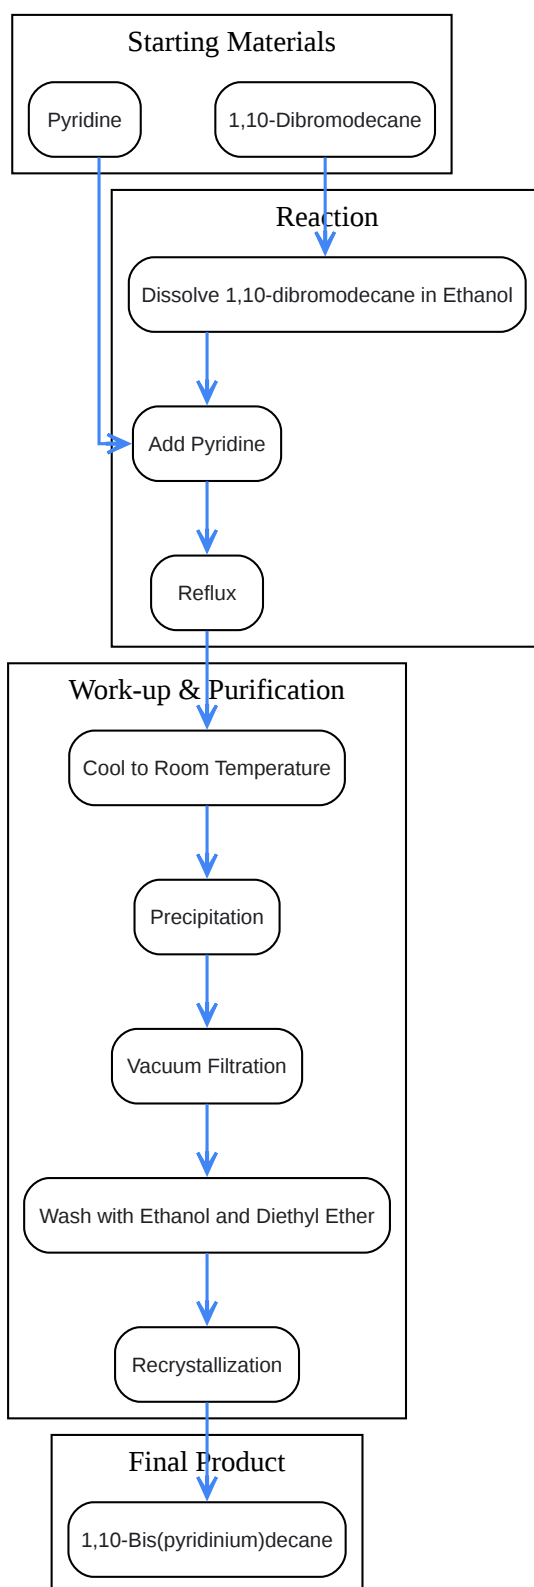 Starting Materials
Pyridine
1,10-Dibromodecane
Reaction
Dissolve 1,10-dibromodecane in Ethanol
Add Pyridine
Reflux
Work-up & Purification
Cool to Room Temperature
Precipitation
Vacuum Filtration
Wash with Ethanol and Diethyl Ether
Recrystallization
Final Product
1,10-Bis(pyridinium)decane